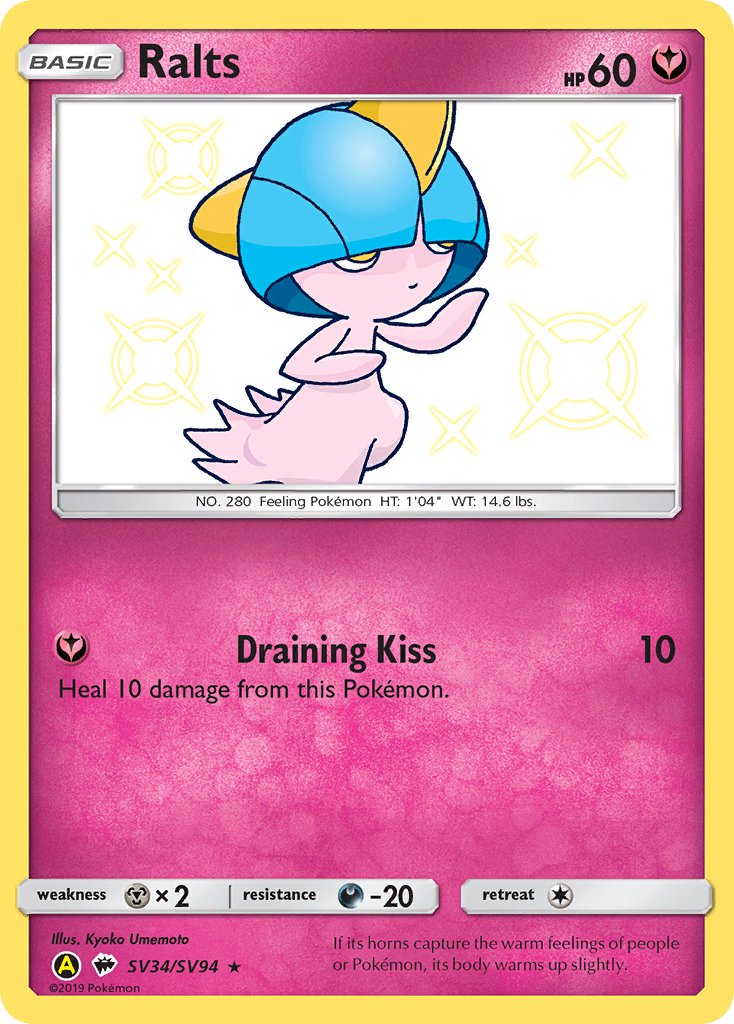 BASIC Ralts HP60
NO. 280 Feeling Pokémon HT: 1'04" WT: 14.6 lbs.
Draining Kiss 10
Heal 10 damage from this Pokémon.
weakness × 2 resistance -20 retreat
Illus. Kyoko Umemoto
A SV34/SV94
©2019 Pokémon
If its horns capture the warm feelings of people
or Pokémon, its body warms up slightly.